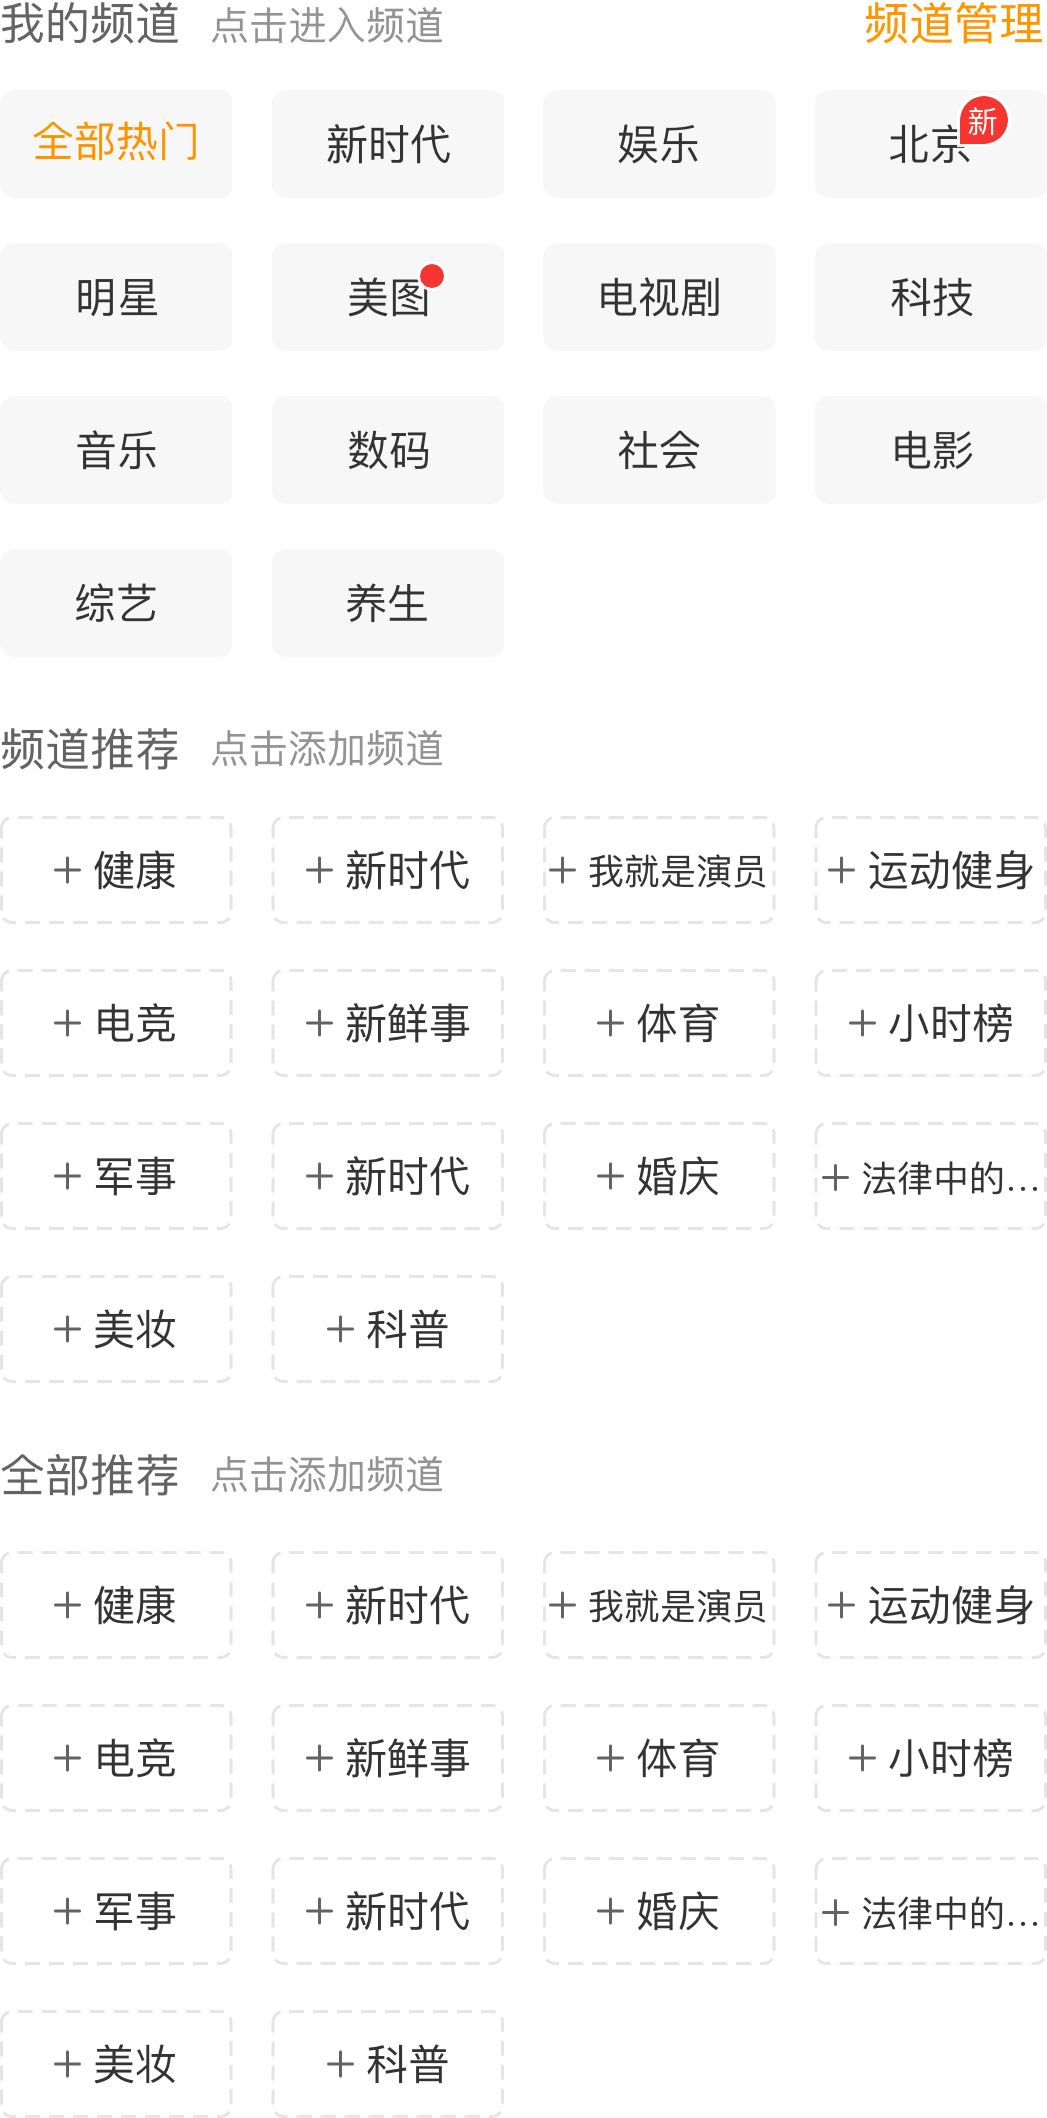 我的频道 点击进入频道 频道管理
全部热门 新时代 娱乐 北京 新
明星 美图 电视剧 科技
音乐 数码 社会 电影
综艺 养生
频道推荐 点击添加频道
+ 健康 + 新时代 + 我就是演员 + 运动健身
+ 电竞 + 新鲜事 + 体育 + 小时榜
+ 军事 + 新时代 + 婚庆 + 法律中的...
+ 美妆 + 科普
全部推荐 点击添加频道
+ 健康 + 新时代 + 我就是演员 + 运动健身
+ 电竞 + 新鲜事 + 体育 + 小时榜
+ 军事 + 新时代 + 婚庆 + 法律中的...
+ 美妆 + 科普